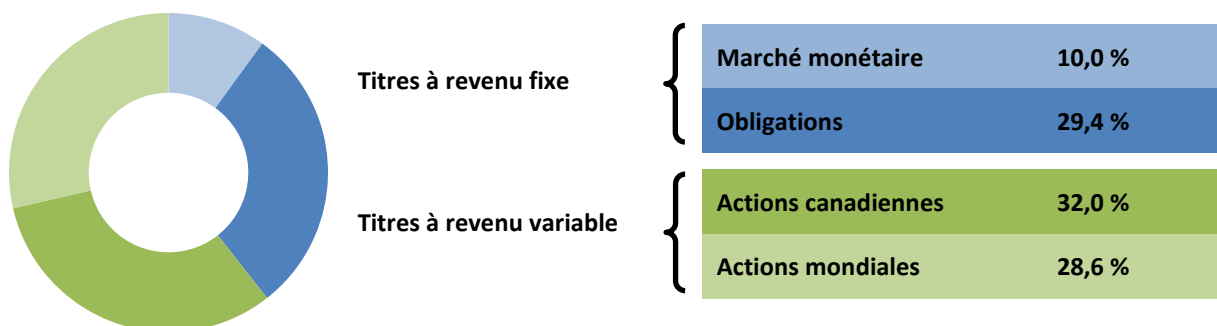 Titres à revenu fixe
Marché monétaire 10,0 %
Obligations 29,4 %
Titres à revenu variable
Actions canadiennes 32,0 %
Actions mondiales 28,6 %